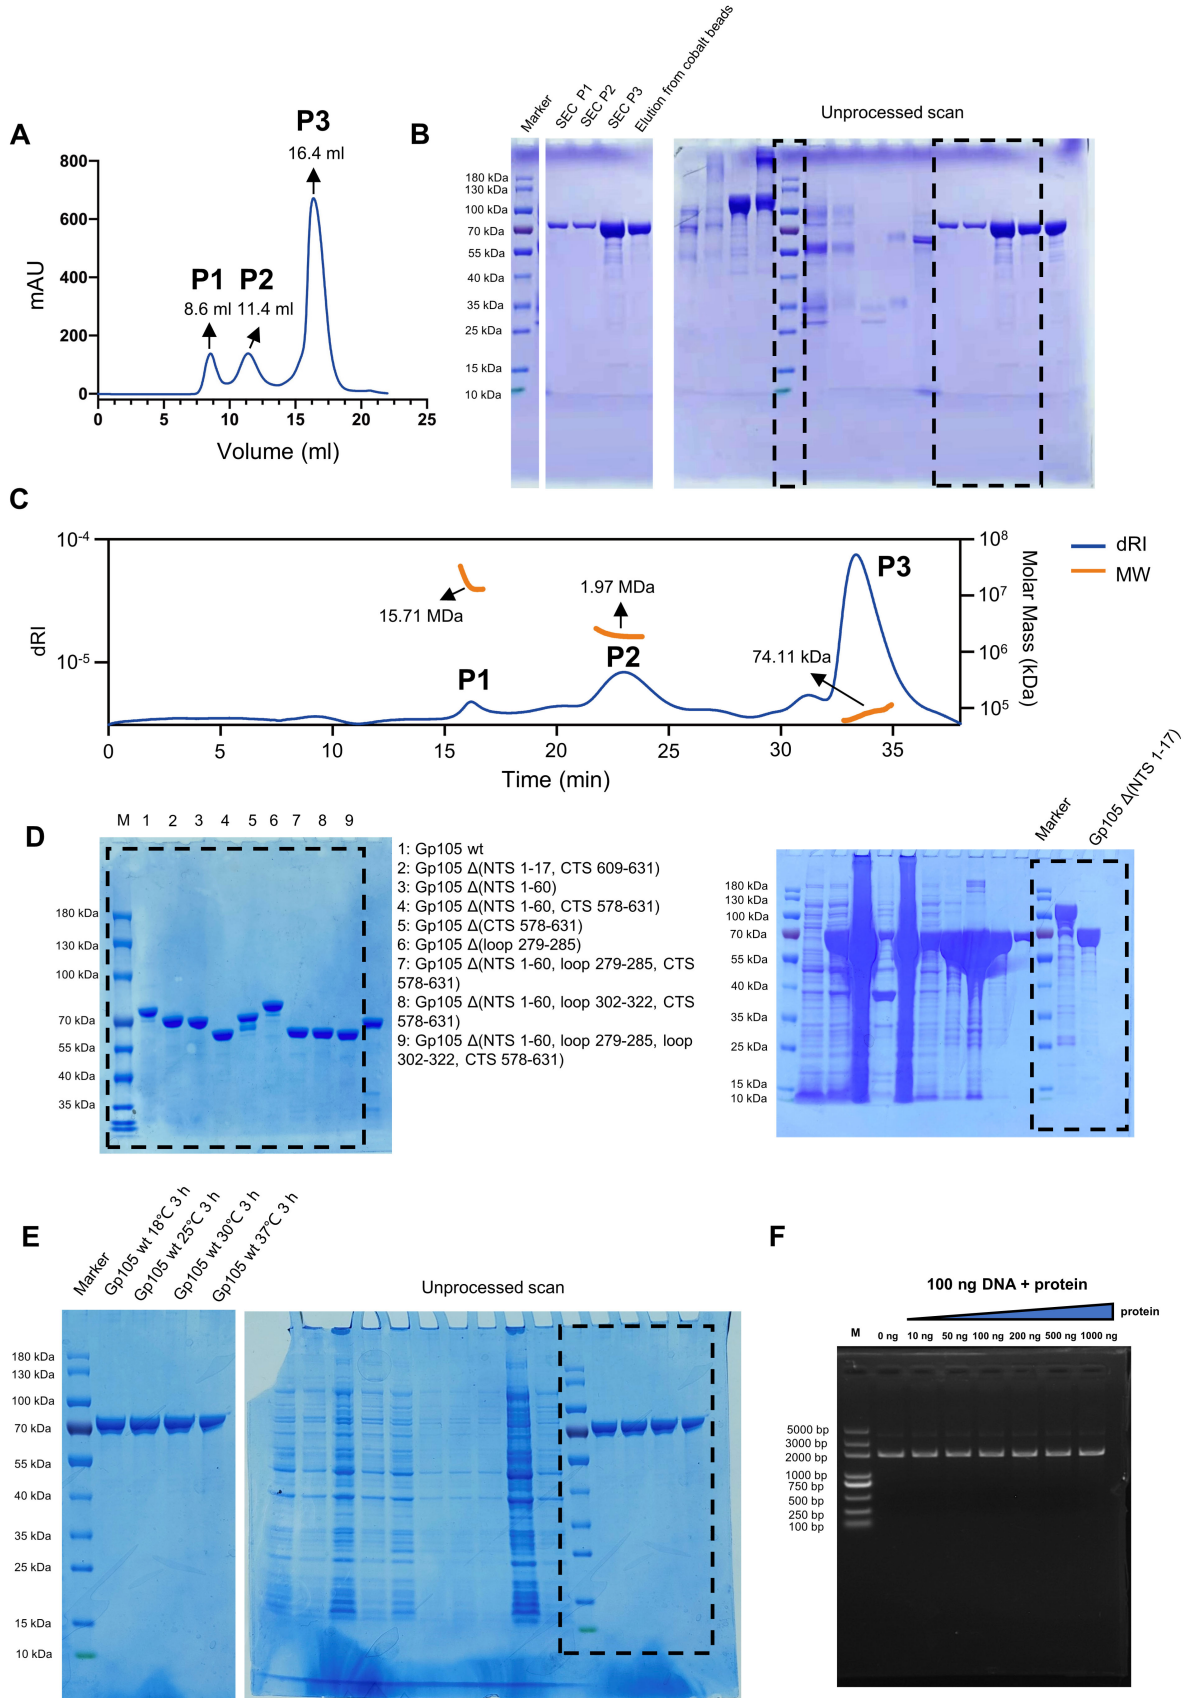 A
P3
16.4 ml
800
600
400
200
0
mAU
P1
P2
8.6 ml
11.4 ml
0
5
10
15
20
25
Volume (ml)
B
Marker
SEC P1
SEC P2
SEC P3
Elution from cobalt beads
Unprocessed scan
180 kDa
130 kDa
100 kDa
70 kDa
55 kDa
40 kDa
35 kDa
25 kDa
15 kDa
10 kDa
C
10-4
10-5
dRI
15.71 MDa
P1
1.97 MDa
P2
74.11 kDa
P3
108
107
106
105
Molar Mass (kDa)
dRI
MW
0
5
10
15
20
25
30
35
Time (min)
D
M 1 2 3 4 5 6 7 8 9
180 kDa
130 kDa
100 kDa
70 kDa
55 kDa
40 kDa
35 kDa
1: Gp105 wt
2: Gp105 Δ(NTS 1-17, CTS 609-631)
3: Gp105 Δ(NTS 1-60)
4: Gp105 Δ(NTS 1-60, CTS 578-631)
5: Gp105 Δ(CTS 578-631)
6: Gp105 Δ(loop 279-285)
7: Gp105 Δ(NTS 1-60, loop 279-285, CTS
578-631)
8: Gp105 Δ(NTS 1-60, loop 302-322, CTS
578-631)
9: Gp105 Δ(NTS 1-60, loop 279-285, loop
302-322, CTS 578-631)
Marker
Gp105 Δ(NTS 1-17)
180 kDa
130 kDa
100 kDa
70 kDa
55 kDa
40 kDa
35 kDa
25 kDa
15 kDa
10 kDa
E
Marker
Gp105 wt 18℃ 3 h
Gp105 wt 25℃ 3 h
Gp105 wt 30℃ 3 h
Gp105 wt 37℃ 3 h
Unprocessed scan
180 kDa
130 kDa
100 kDa
70 kDa
55 kDa
40 kDa
35 kDa
25 kDa
15 kDa
10 kDa
F
100 ng DNA + protein
protein
M
0 ng 10 ng 50 ng 100 ng 200 ng 500 ng 1000 ng
5000 bp
3000 bp
2000 bp
1000 bp
750 bp
500 bp
250 bp
100 bp